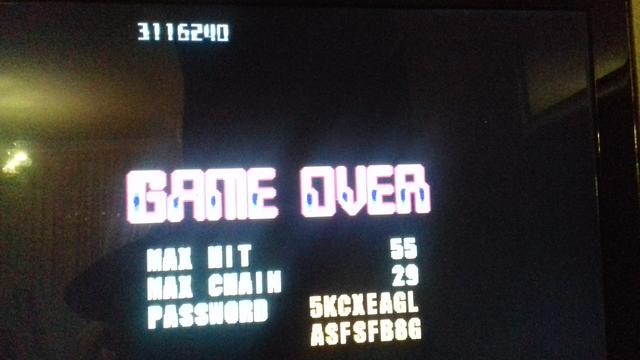 3116240
GAME OVER
MAX HIT 55
MAX CHAIN 29
PASSWORD 5KCXEAGL
ASFSFB8G